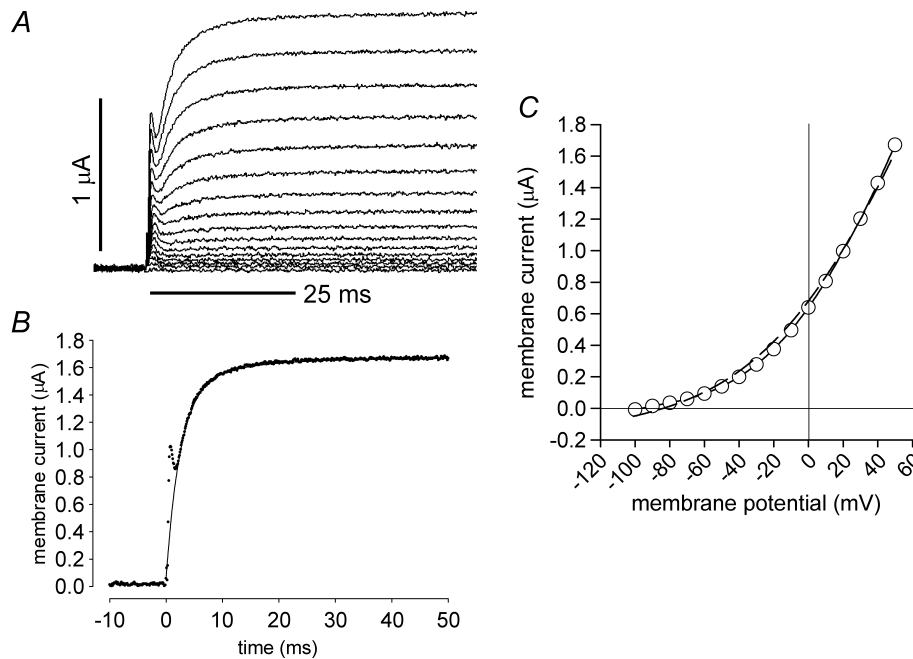 A
1 µA
25 ms
B
membrane current (µA)
1.8
1.6
1.4
1.2
1.0
0.8
0.6
0.4
0.2
0.0
-10 0 10 20 30 40 50
time (ms)
C
membrane current (µA)
1.8
1.6
1.4
1.2
1.0
0.8
0.6
0.4
0.2
0.0
-0.2
-120 -100 -80 -60 -40 -20 0 20 40 60
membrane potential (mV)